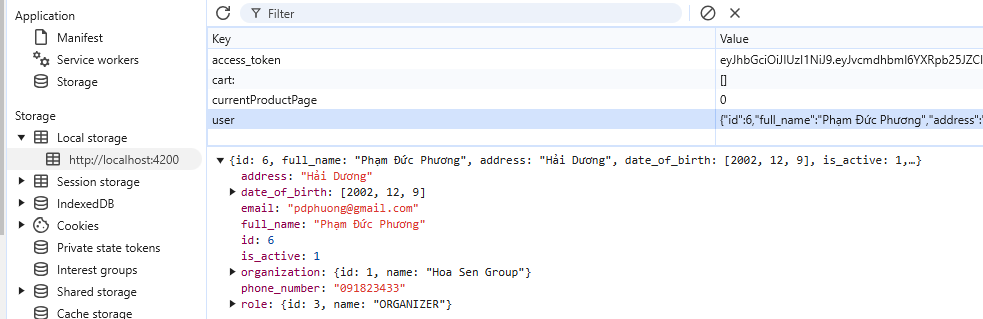 Application
Manifest
Service workers
Storage
Storage
Local storage
http://localhost:4200
Session storage
IndexedDB
Cookies
Private state tokens
Interest groups
Shared storage
Cache storage
Filter
Key Value
access_token eyJhbGciOiJIUzI1NiJ9.eyJvcmdhbml6YXRpb25JZCI
cart: []
currentProductPage 0
user {"id":6,"full_name":"Phạm Đức Phương","address":"
{id: 6, full_name: "Phạm Đức Phương", address: "Hải Dương", date_of_birth: [2002, 12, 9], is_active: 1,…}
address: "Hải Dương"
date_of_birth: [2002, 12, 9]
email: "pdphuong@gmail.com"
full_name: "Phạm Đức Phương"
id: 6
is_active: 1
organization: {id: 1, name: "Hoa Sen Group"}
phone_number: "091823433"
role: {id: 3, name: "ORGANIZER"}